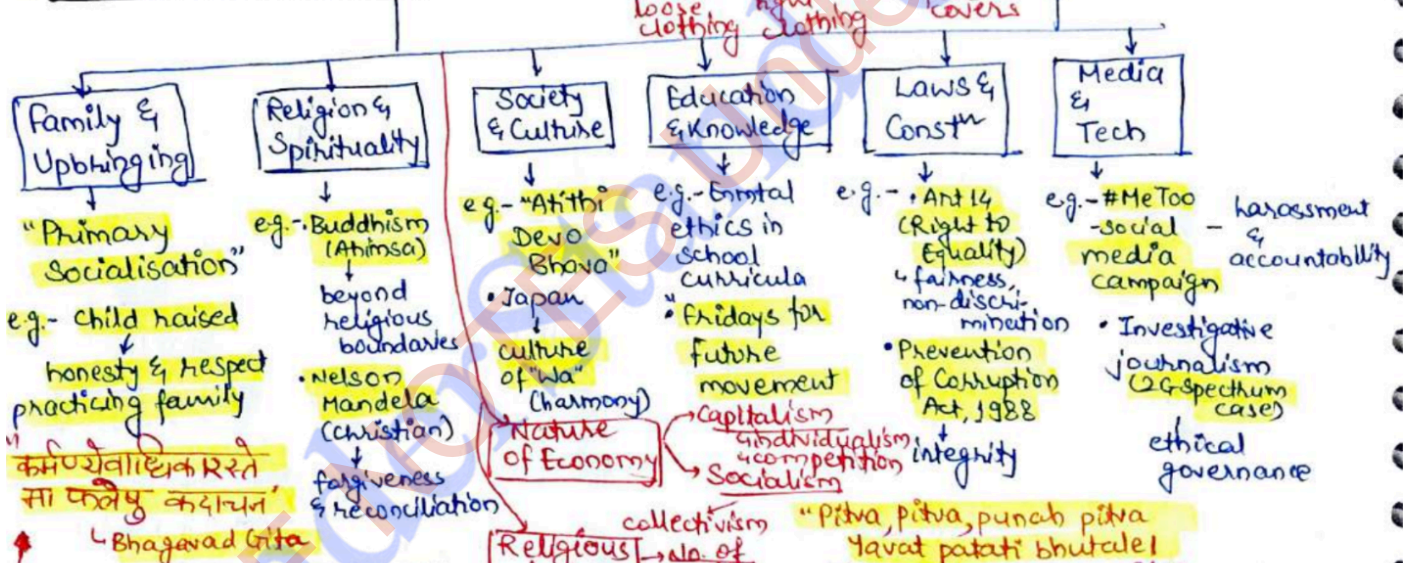 loose
clothing clothing covers
Family &
Upbringing
"Primary
Socialisation"
e.g.- Child raised
↓
honesty & respect
practicing family
"कर्मण्येवाधिकारस्ते
मा फलेषु कदाचन"
↳Bhagavad Gita
Religion &
Spirituality
e.g.-•Buddhism
(Ahimsa)
↓
beyond
religious
boundaries
•Nelson
Mandela
(Christian)
↓
forgiveness
& reconciliation
Society
& Culture
e.g.-"Atithi
Devo
Bhava"
•Japan
↓
culture
of "Wa"
(harmony)
Nature
of Economy
→Capitalism
↳individualism
↳competition
→Socialism
collectivism
Religious →No. of
Education
& Knowledge
e.g.-Enmtal
ethics in
school
curricula
"Fridays for
future
movement
Laws &
Constⁿ
e.g.-•Art 14
(Right to
Equality)
↳fairness,
non-discri-
mination
•Prevention
of Corruption
Act, 1988
↓
integrity
"Pitva, pitva, punah pitva
Yavat patati bhutale।
Media
&
Tech
e.g.-#MeToo
-social
media
campaign
- harassment
&
accountability
•Investigative
journalism
(2G-spectrum
case)
ethical
governance